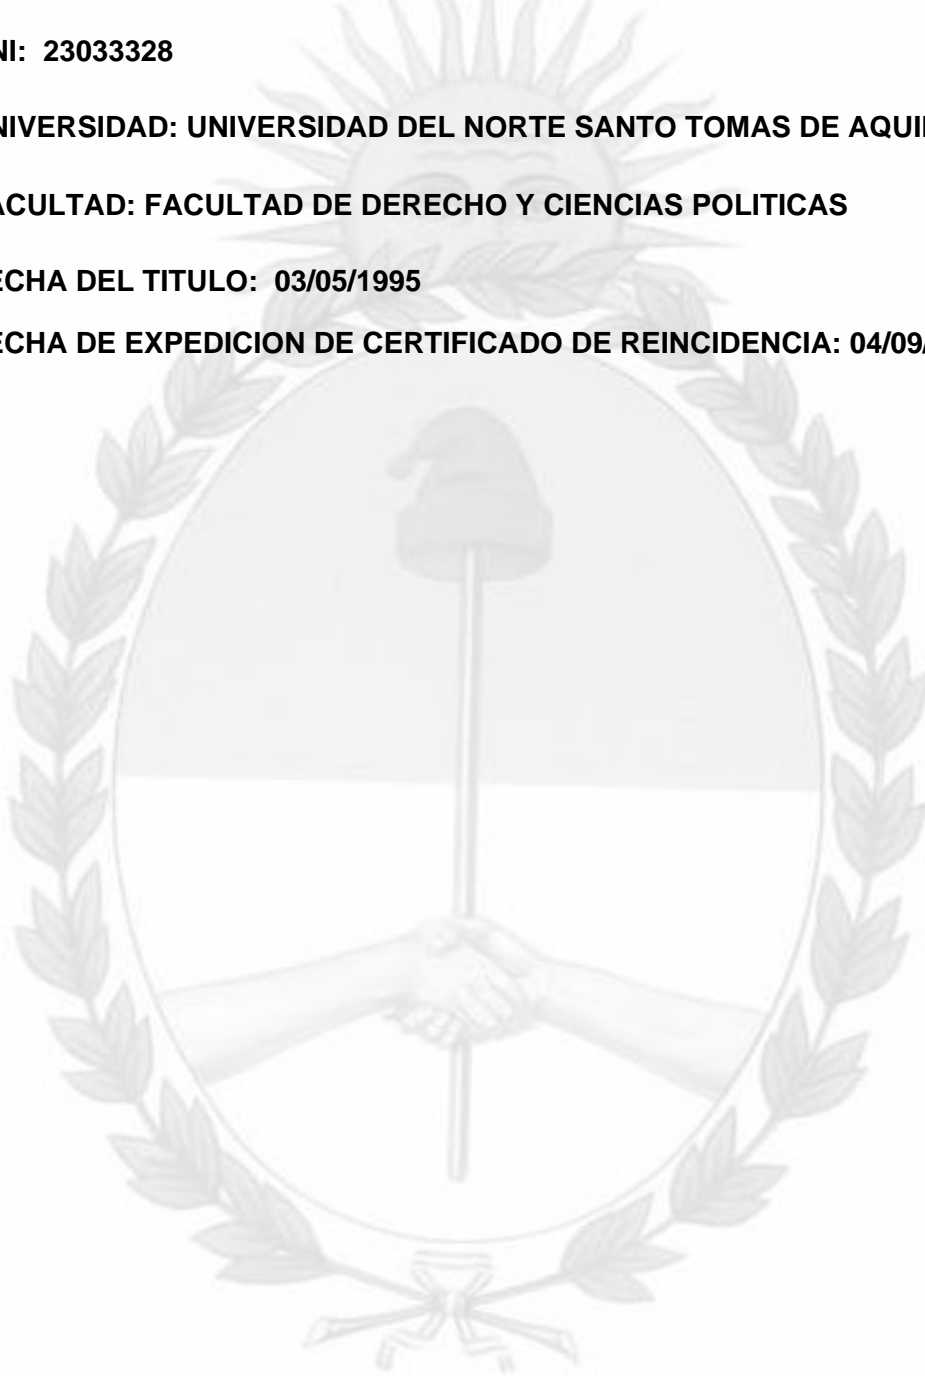 NI: 23033328
NIVERSIDAD: UNIVERSIDAD DEL NORTE SANTO TOMAS DE AQUI
ACULTAD: FACULTAD DE DERECHO Y CIENCIAS POLITICAS
ECHA DEL TITULO: 03/05/1995
ECHA DE EXPEDICION DE CERTIFICADO DE REINCIDENCIA: 04/09/